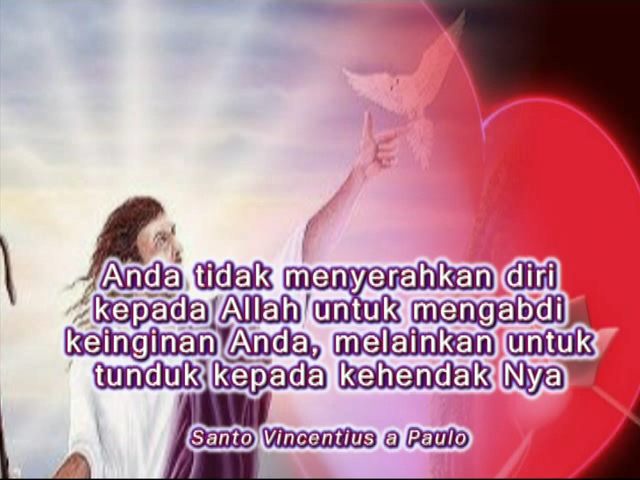 Anda tidak menyerahkan diri
kepada Allah untuk mengabdi
keinginan Anda, melainkan untuk
tunduk kepada kehendak Nya
Santo Vincentius a Paulo